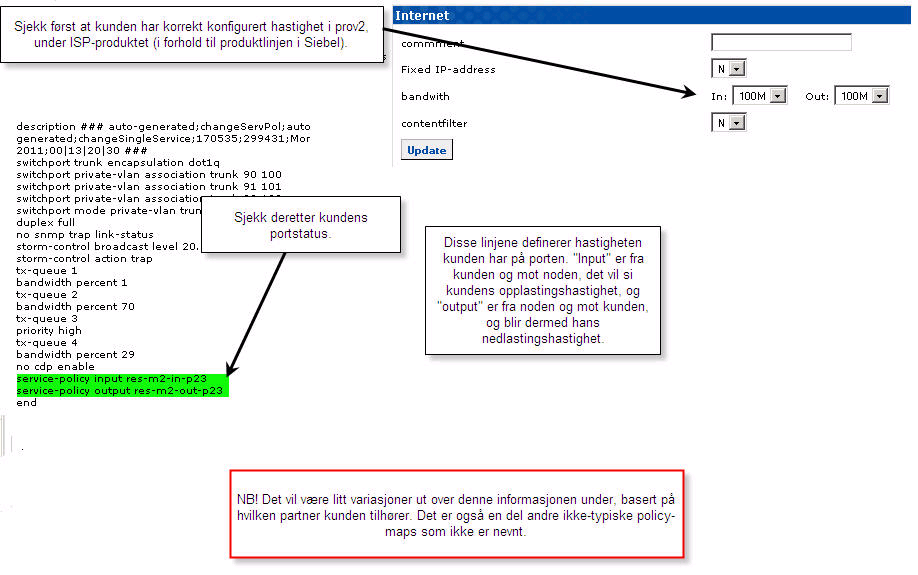 Sjekk først at kunden har korrekt konfigurert hastighet i prov2,
under ISP-produktet (i forhold til produktlinjen i Siebel).
Internet
commment
Fixed IP-address
N
bandwith
In: 100M Out: 100M
contentfilter
N
Update
description ### auto-generated;changeServPol;auto
generated;changeSingleService;170535;299431;Mor
2011;00|13|20|30 ###
switchport trunk encapsulation dot1q
switchport private-vlan association trunk 90 100
switchport private-vlan association trunk 91 101
switchport private-vlan association
switchport mode private-vlan trun
duplex full
no snmp trap link-status
storm-control broadcast level 20.
storm-control action trap
tx-queue 1
bandwidth percent 1
tx-queue 2
bandwidth percent 70
tx-queue 3
priority high
tx-queue 4
bandwidth percent 29
no cdp enable
service-policy input res-m2-in-p23
service-policy output res-m2-out-p23
end
Sjekk deretter kundens
portstatus.
Disse linjene definerer hastigheten
kunden har på porten. "Input" er fra
kunden og mot noden, det vil si
kundens opplastingshastighet, og
"output" er fra noden og mot kunden,
og blir dermed hans
nedlastingshastighet.
NB! Det vil være litt variasjoner ut over denne informasjonen under, basert på
hvilken partner kunden tilhører. Det er også en del andre ikke-typiske policy-
maps som ikke er nevnt.